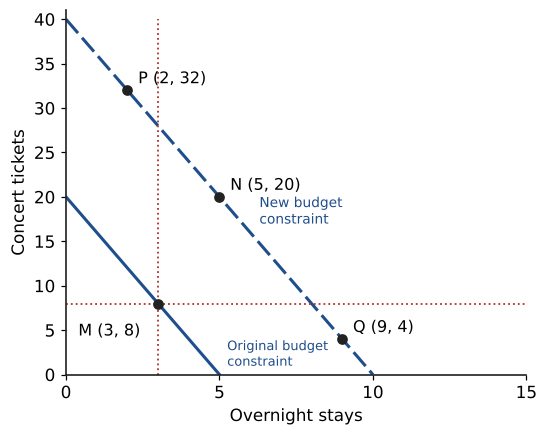 40
35
30
25
20
15
10
5
0
Concert tickets
P (2, 32)
N (5, 20)
New budget
constraint
M (3, 8)
Q (9, 4)
Original budget
constraint
0
5
10
15
Overnight stays